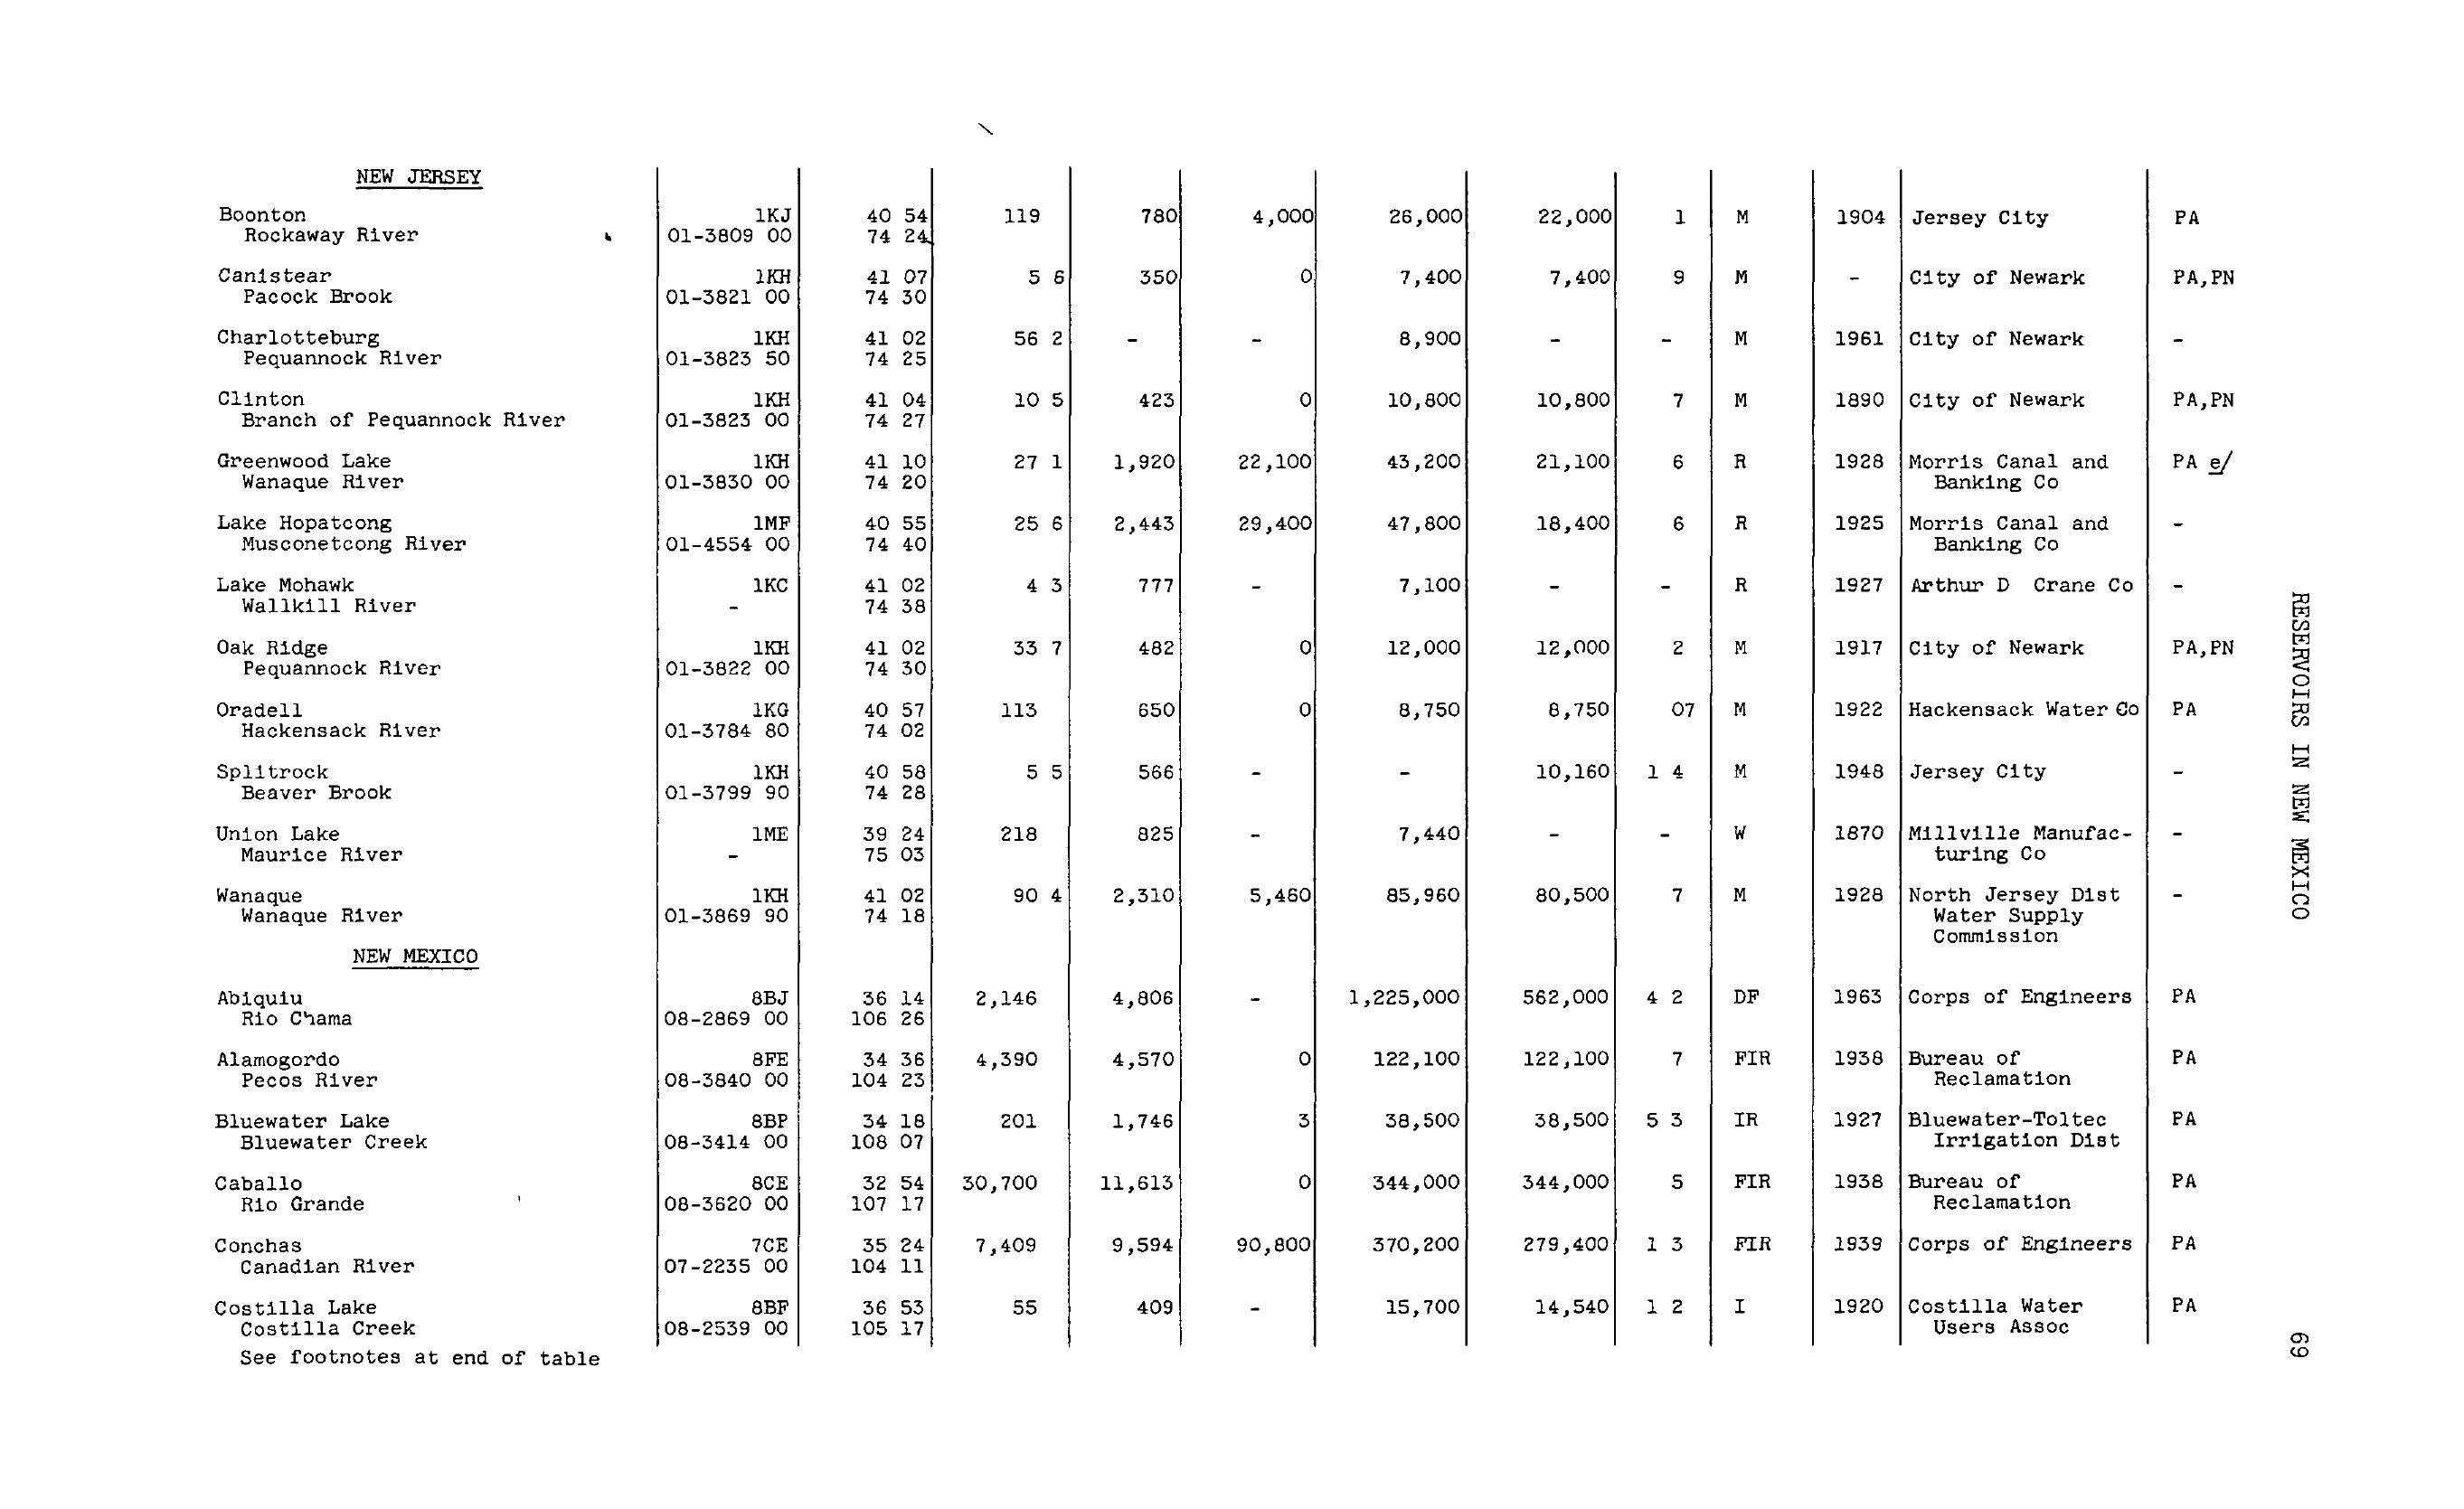 NEW JERSEY
Boonton 1KJ 40 54 119 780 4,000 26,000 22,000 1 M 1904 Jersey City PA
Rockaway River 01-3809 00 74 24
Canistear 1KH 41 07 5 6 350 0 7,400 7,400 9 M - City of Newark PA,PN
Pacock Brook 01-3821 00 74 30
Charlotteburg 1KH 41 02 56 2 - - 8,900 - - M 1961 City of Newark -
Pequannock River 01-3823 50 74 25
Clinton 1KH 41 04 10 5 423 0 10,800 10,800 7 M 1890 City of Newark PA,PN
Branch of Pequannock River 01-3823 00 74 27
Greenwood Lake 1KH 41 10 27 1 1,920 22,100 43,200 21,100 6 R 1928 Morris Canal and PA e/
Wanaque River 01-3830 00 74 20 Banking Co
Lake Hopatcong 1MF 40 55 25 6 2,443 29,400 47,800 18,400 6 R 1925 Morris Canal and -
Musconetcong River 01-4554 00 74 40 Banking Co
Lake Mohawk 1KC 41 02 4 3 777 - 7,100 - - R 1927 Arthur D Crane Co -
Wallkill River - 74 38
Oak Ridge 1KH 41 02 33 7 482 0 12,000 12,000 2 M 1917 City of Newark PA,PN
Pequannock River 01-3822 00 74 30
Oradell 1KG 40 57 113 650 0 8,750 8,750 07 M 1922 Hackensack Water Co PA
Hackensack River 01-3784 80 74 02
Splitrock 1KH 40 58 5 5 566 - - 10,160 1 4 M 1948 Jersey City -
Beaver Brook 01-3799 90 74 28
Union Lake 1ME 39 24 218 825 - 7,440 - - W 1870 Millville Manufac- -
Maurice River - 75 03 turing Co
Wanaque 1KH 41 02 90 4 2,310 5,460 85,960 80,500 7 M 1928 North Jersey Dist -
Wanaque River 01-3869 90 74 18 Water Supply
Commission
NEW MEXICO
Abiquiu 8BJ 36 14 2,146 4,806 - 1,225,000 562,000 4 2 DF 1963 Corps of Engineers PA
Rio Chama 08-2869 00 106 26
Alamogordo 8FE 34 36 4,390 4,570 0 122,100 122,100 7 FIR 1938 Bureau of PA
Pecos River 08-3840 00 104 23 Reclamation
Bluewater Lake 8BP 34 18 201 1,746 3 38,500 38,500 5 3 IR 1927 Bluewater-Toltec PA
Bluewater Creek 08-3414 00 108 07 Irrigation Dist
Caballo 8CE 32 54 30,700 11,613 0 344,000 344,000 5 FIR 1938 Bureau of PA
Rio Grande 08-3620 00 107 17 Reclamation
Conchas 7CE 35 24 7,409 9,594 90,800 370,200 279,400 1 3 FIR 1939 Corps of Engineers PA
Canadian River 07-2235 00 104 11
Costilla Lake 8BF 36 53 55 409 - 15,700 14,540 1 2 I 1920 Costilla Water PA
Costilla Creek 08-2539 00 105 17 Users Assoc
See footnotes at end of table
RESERVOIRS IN NEW MEXICO
69